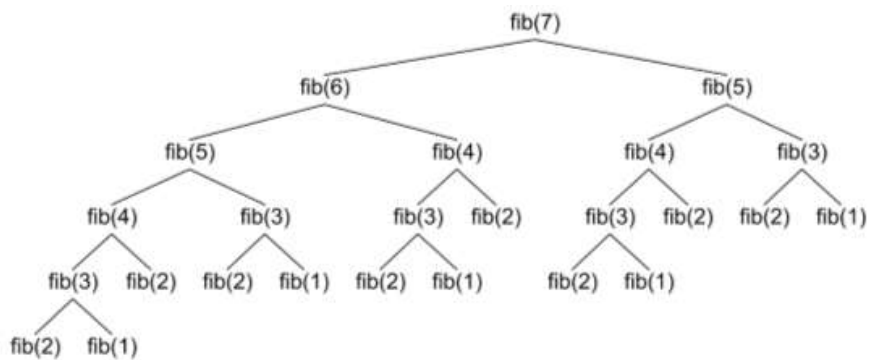 fib(7)
fib(6) fib(5)
fib(5) fib(4) fib(4) fib(3)
fib(4) fib(3) fib(3) fib(2) fib(3) fib(2) fib(2) fib(1)
fib(3) fib(2) fib(2) fib(1) fib(2) fib(1) fib(2) fib(1)
fib(2) fib(1)